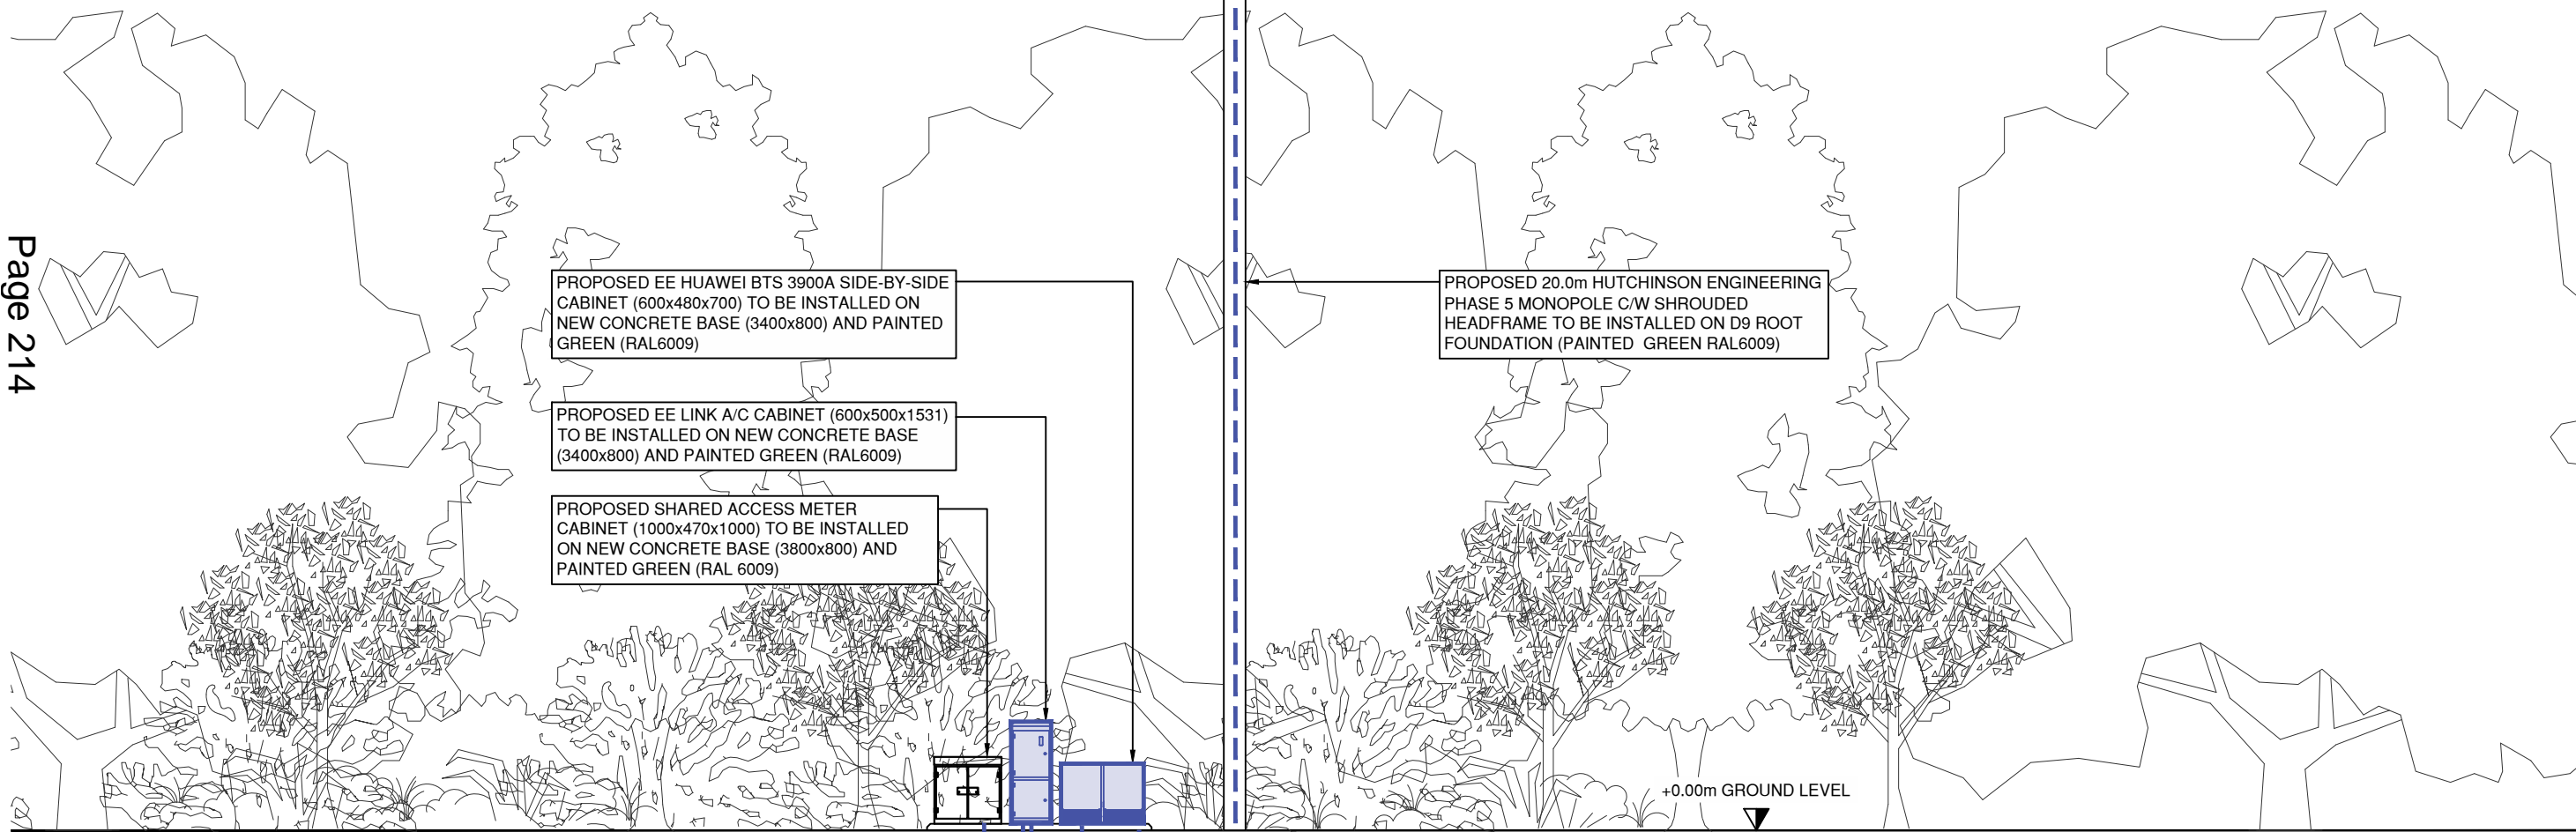 Page 214
PROPOSED EE HUAWEI BTS 3900A SIDE-BY-SIDE
CABINET (600x480x700) TO BE INSTALLED ON
NEW CONCRETE BASE (3400x800) AND PAINTED
GREEN (RAL6009)
PROPOSED EE LINK A/C CABINET (600x500x1531)
TO BE INSTALLED ON NEW CONCRETE BASE
(3400x800) AND PAINTED GREEN (RAL6009)
PROPOSED SHARED ACCESS METER
CABINET (1000x470x1000) TO BE INSTALLED
ON NEW CONCRETE BASE (3800x800) AND
PAINTED GREEN (RAL 6009)
PROPOSED 20.0m HUTCHINSON ENGINEERING
PHASE 5 MONOPOLE C/W SHROUDED
HEADFRAME TO BE INSTALLED ON D9 ROOT
FOUNDATION (PAINTED GREEN RAL6009)
+0.00m GROUND LEVEL